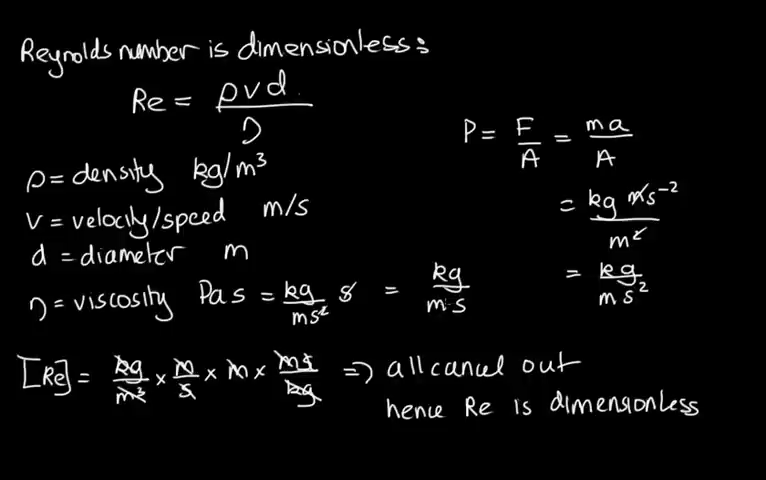 Reynolds number is dimensionless:
Re = ρvd / η
ρ = density kg/m³
v = velocity/speed m/s
d = diameter m
η = viscosity Pa s = kg/ms² s = kg/m·s
P = F/A = ma/A
= kg ms⁻² / m²
= kg / ms²
[Re] = kg/m³ × m/s × m × ms/kg => all cancel out
hence Re is dimensionless